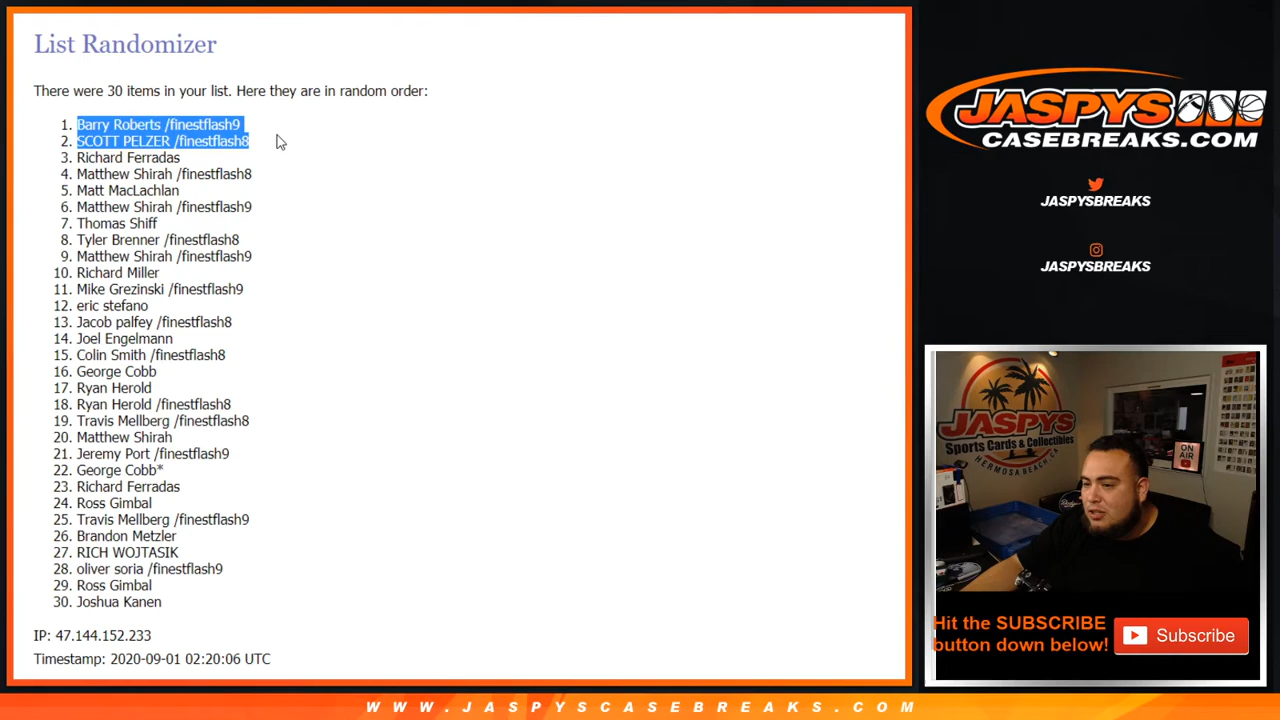 List Randomizer
There were 30 items in your list. Here they are in random order:
1. Barry Roberts /finestflash9
2. SCOTT PELZER /finestflash8
3. Richard Ferradas
4. Matthew Shirah /finestflash8
5. Matt MacLachlan
6. Matthew Shirah /finestflash9
7. Thomas Shiff
8. Tyler Brenner /finestflash8
9. Matthew Shirah /finestflash9
10. Richard Miller
11. Mike Grezinski /finestflash9
12. eric stefano
13. Jacob palfey /finestflash8
14. Joel Engelmann
15. Colin Smith /finestflash8
16. George Cobb
17. Ryan Herold
18. Ryan Herold /finestflash8
19. Travis Mellberg /finestflash8
20. Matthew Shirah
21. Jeremy Port /finestflash9
22. George Cobb*
23. Richard Ferradas
24. Ross Gimbal
25. Travis Mellberg /finestflash9
26. Brandon Metzler
27. RICH WOJTASIK
28. oliver soria /finestflash9
29. Ross Gimbal
30. Joshua Kanen
IP: 47.144.152.233
Timestamp: 2020-09-01 02:20:06 UTC
JASPYS
CASEBREAKS.COM
JASPYSBREAKS
JASPYSBREAKS
JASPYS
Sports Cards & Collectibles
HERMOSA BEACH, CA
ON
AIR
Hit the SUBSCRIBE
button down below!
Subscribe
WWW.JASPYSCASEBREAKS.COM